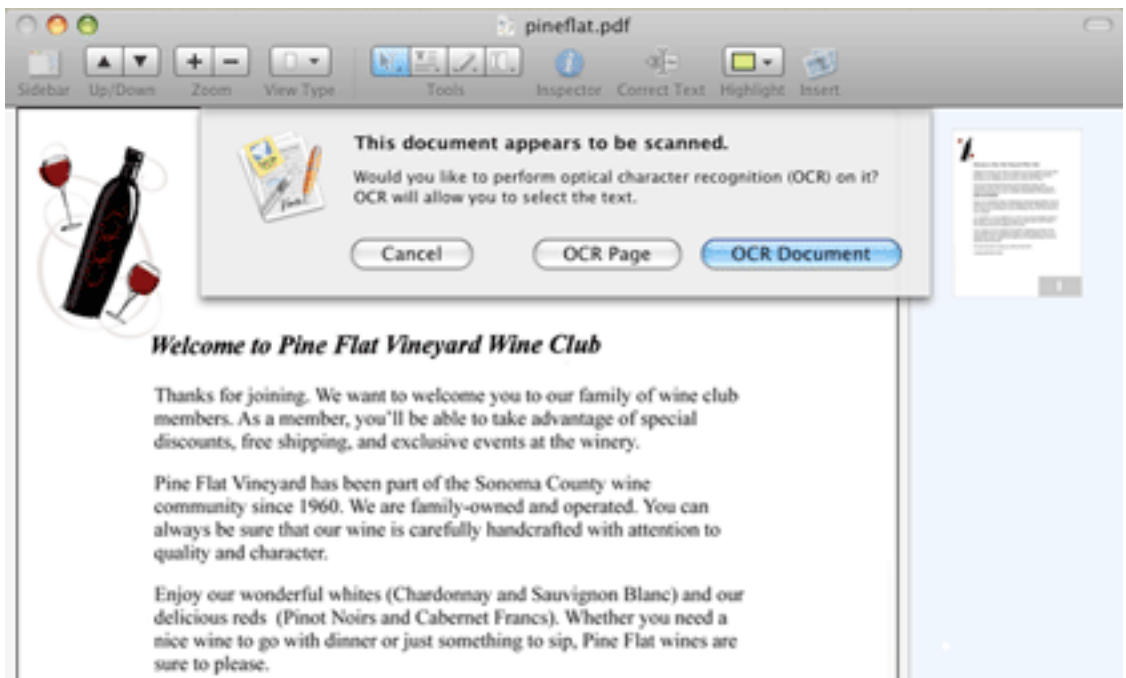 pineflat.pdf
Sidebar Up/Down Zoom View Type Tools Inspector Correct Text Highlight Insert
This document appears to be scanned.
Would you like to perform optical character recognition (OCR) on it?
OCR will allow you to select the text.
Cancel OCR Page OCR Document
Welcome to Pine Flat Vineyard Wine Club
Thanks for joining. We want to welcome you to our family of wine club
members. As a member, you’ll be able to take advantage of special
discounts, free shipping, and exclusive events at the winery.
Pine Flat Vineyard has been part of the Sonoma County wine
community since 1960. We are family-owned and operated. You can
always be sure that our wine is carefully handcrafted with attention to
quality and character.
Enjoy our wonderful whites (Chardonnay and Sauvignon Blanc) and our
delicious reds  (Pinot Noirs and Cabernet Francs). Whether you need a
nice wine to go with dinner or just something to sip, Pine Flat wines are
sure to please.